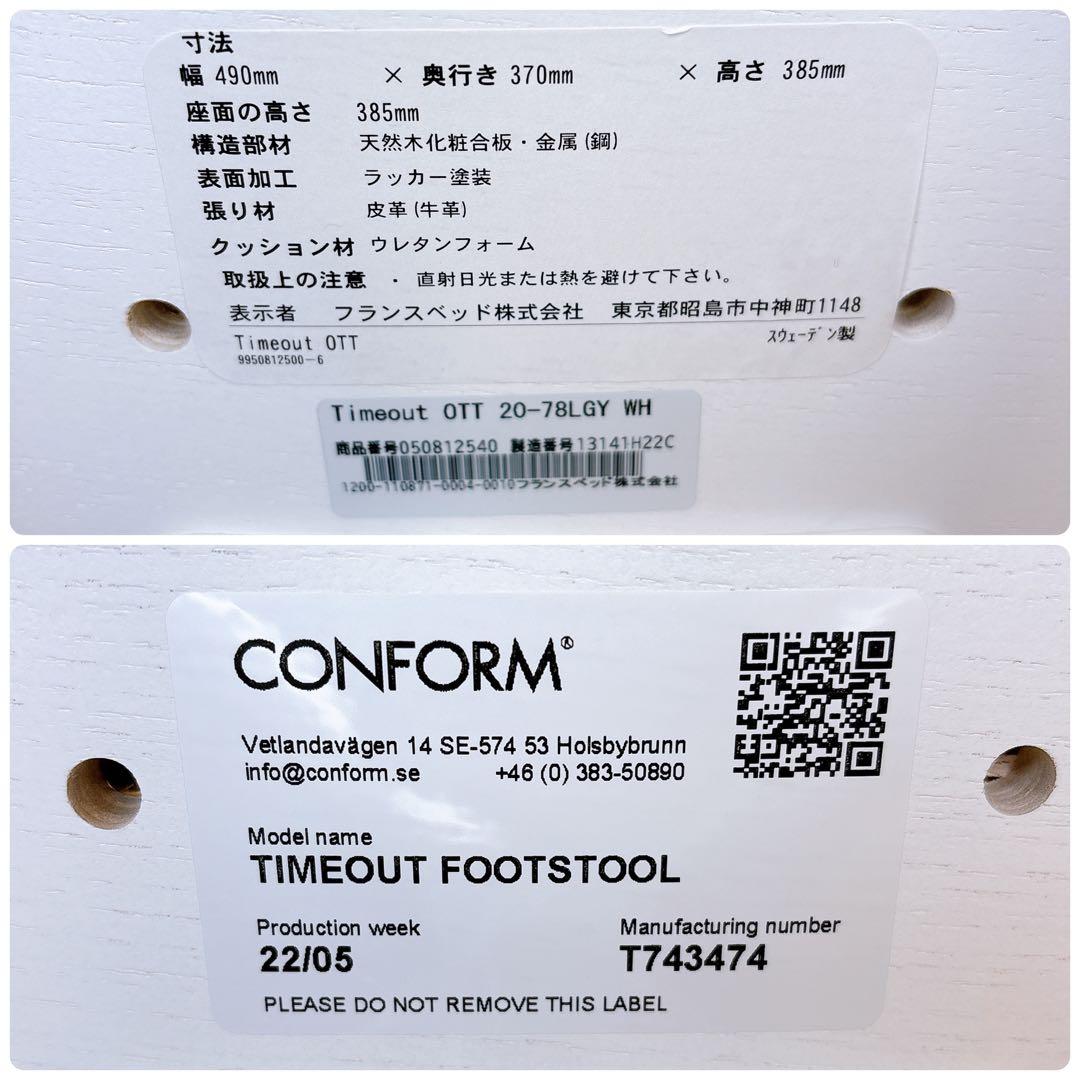 寸法
幅 490mm × 奥行き 370mm × 高さ 385mm
座面の高さ 385mm
構造部材 天然木化粧合板・金属(鋼)
表面加工 ラッカー塗装
張り材 皮革(牛革)
クッション材 ウレタンフォーム
取扱上の注意 ・ 直射日光または熱を避けて下さい。
表示者 フランスベッド株式会社 東京都昭島市中神町1148
Timeout OTT スウェーデン製
9950812500-6
Timeout OTT 20-78LGY WH
商品番号050812540 製造番号13141H22C
1200-110871-0004-0010フランスベッド株式会社
CONFORM®
Vetlandavägen 14 SE-574 53 Holsbybrunn
info@conform.se +46 (0) 383-50890
Model name
TIMEOUT FOOTSTOOL
Production week Manufacturing number
22/05 T743474
PLEASE DO NOT REMOVE THIS LABEL